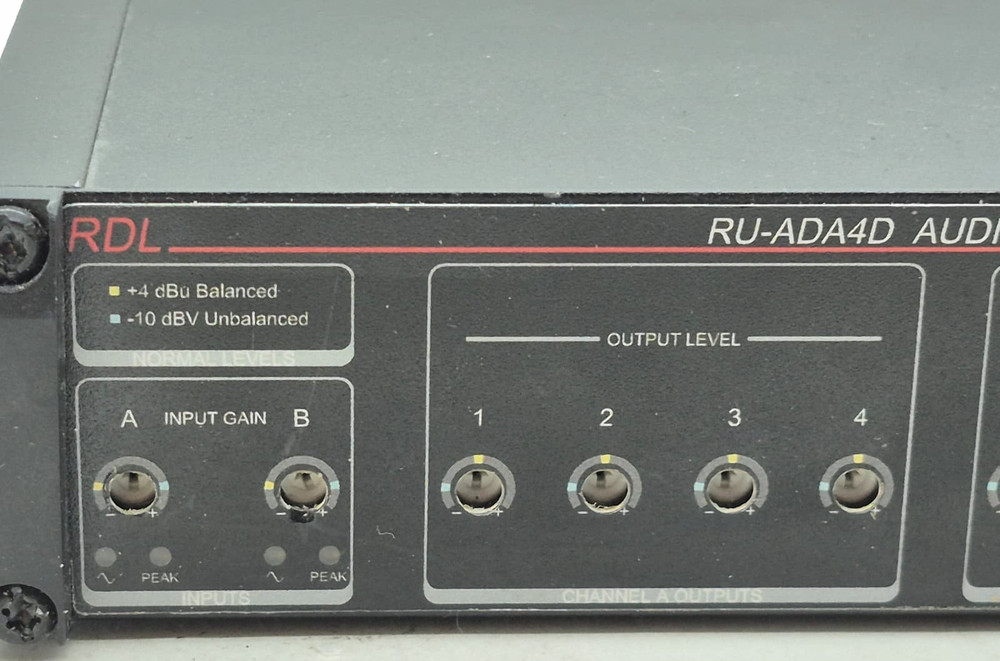 RDL
RU-ADA4D AUDI
+4 dBu Balanced
-10 dBV Unbalanced
NORMAL LEVELS
OUTPUT LEVEL
A INPUT GAIN B
1 2 3 4
- + - +
- + - + - + - +
PEAK PEAK
INPUTS
CHANNEL A OUTPUTS